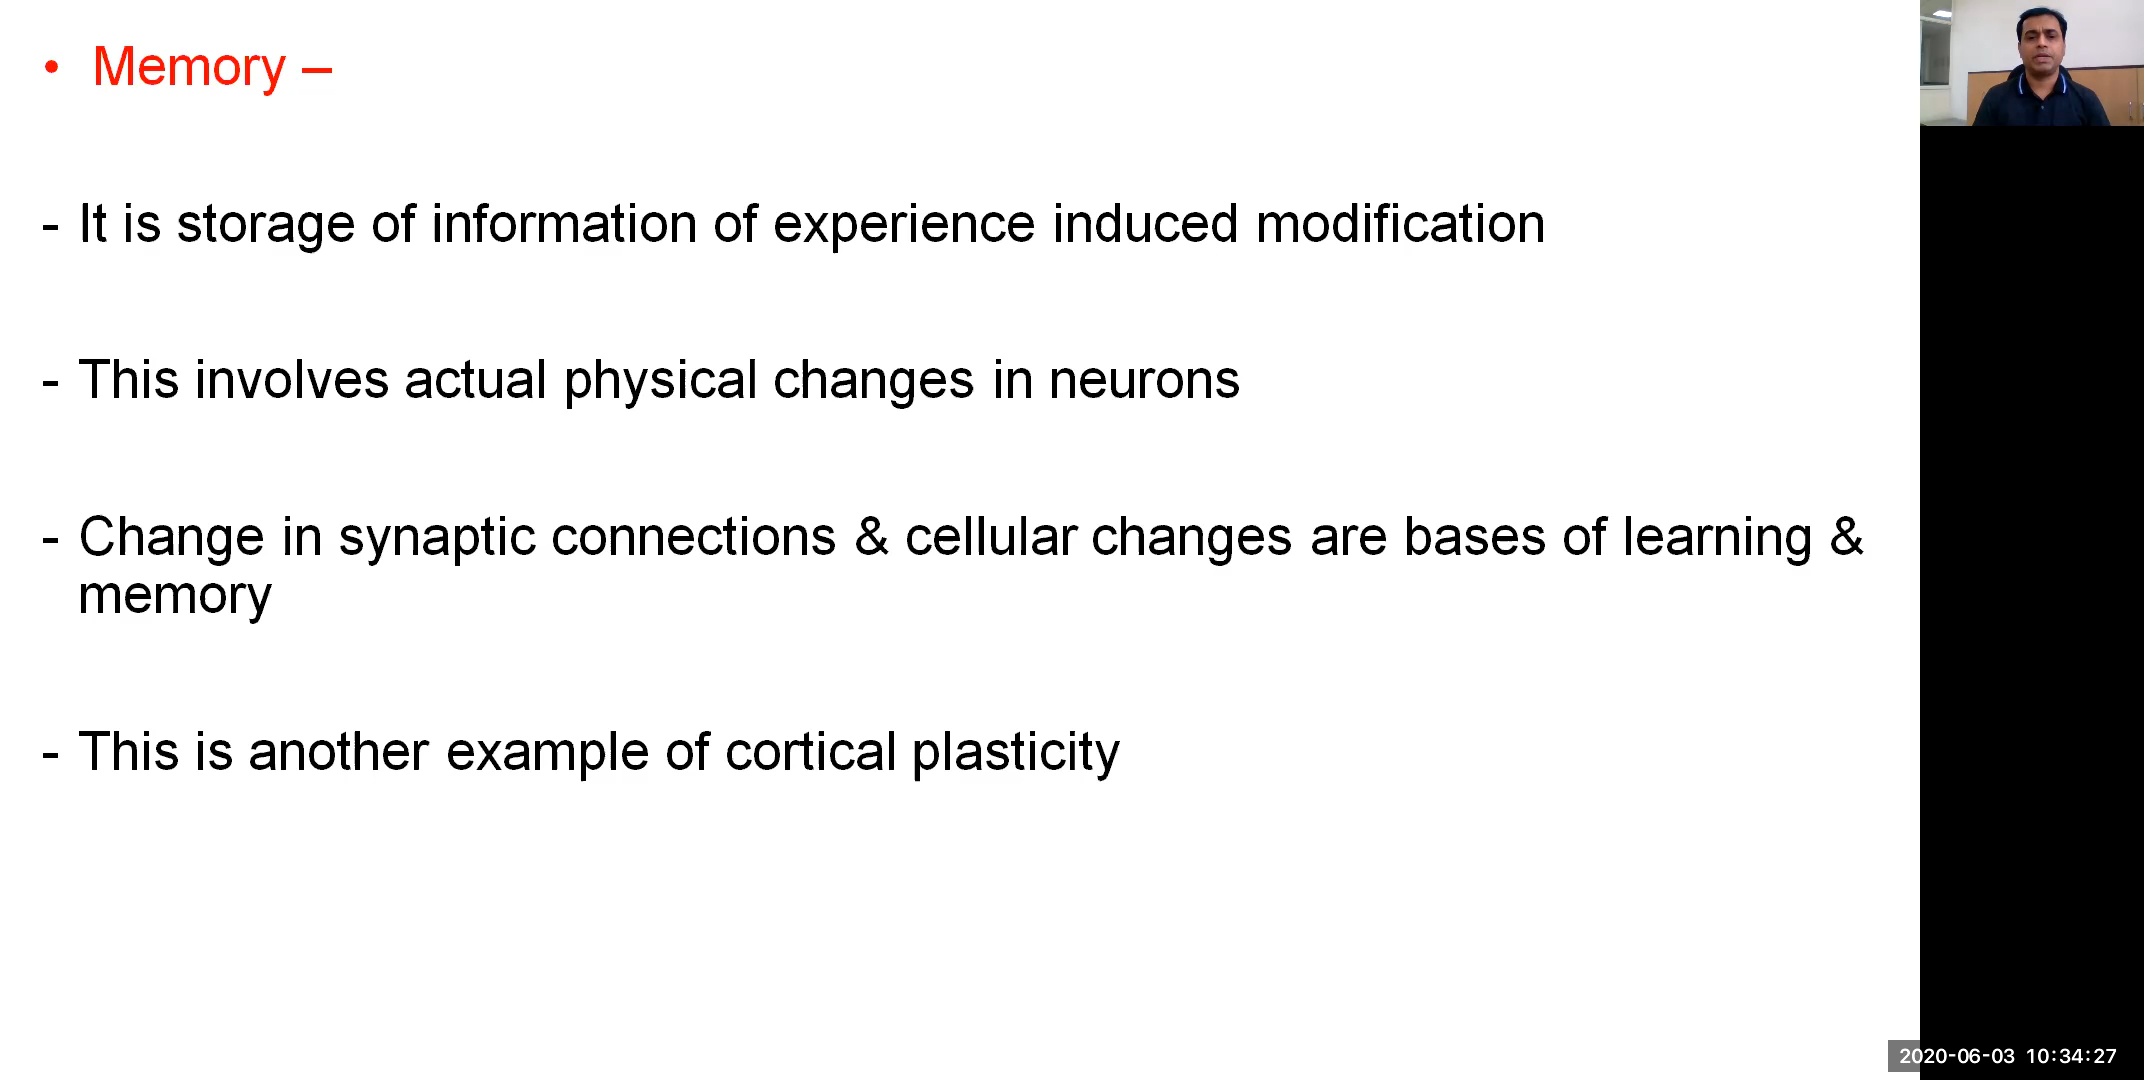 • Memory –
- It is storage of information of experience induced modification
- This involves actual physical changes in neurons
- Change in synaptic connections & cellular changes are bases of learning &
memory
- This is another example of cortical plasticity
2020-06-03 10:34:27